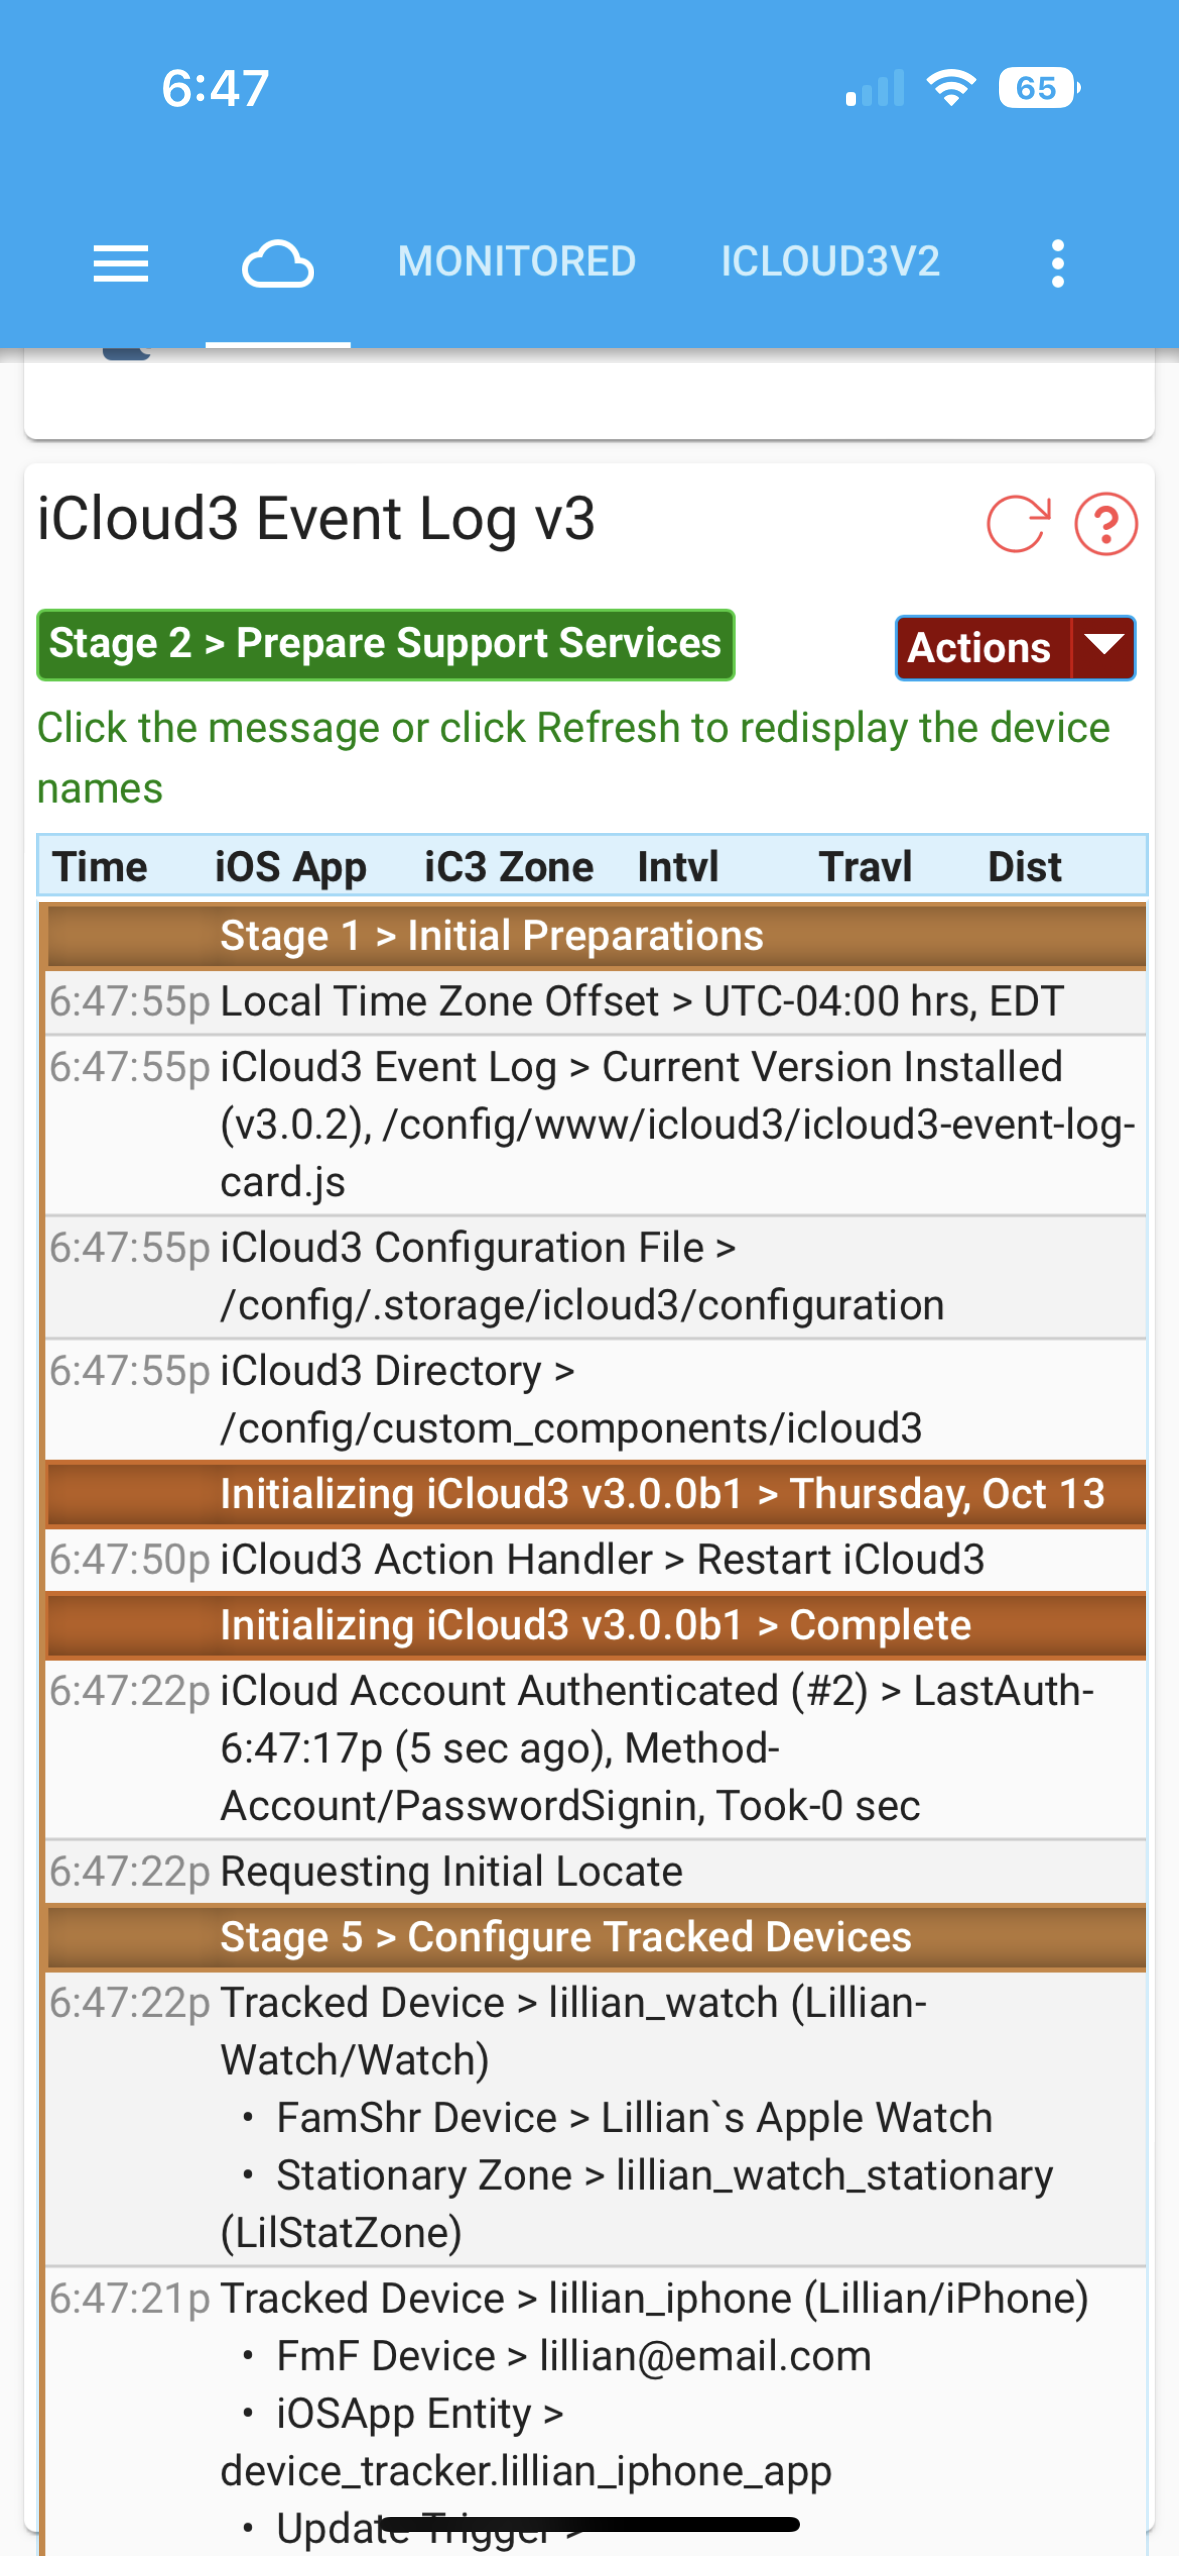 6:47
65
MONITORED ICLOUD3V2
iCloud3 Event Log v3
?
Stage 2 > Prepare Support Services
Actions
Click the message or click Refresh to redisplay the device
names
Time iOS App iC3 Zone Intvl Travl Dist
Stage 1 > Initial Preparations
6:47:55p Local Time Zone Offset > UTC-04:00 hrs, EDT
6:47:55p iCloud3 Event Log > Current Version Installed
(v3.0.2), /config/www/icloud3/icloud3-event-log-
card.js
6:47:55p iCloud3 Configuration File >
/config/.storage/icloud3/configuration
6:47:55p iCloud3 Directory >
/config/custom_components/icloud3
Initializing iCloud3 v3.0.0b1 > Thursday, Oct 13
6:47:50p iCloud3 Action Handler > Restart iCloud3
Initializing iCloud3 v3.0.0b1 > Complete
6:47:22p iCloud Account Authenticated (#2) > LastAuth-
6:47:17p (5 sec ago), Method-
Account/PasswordSignin, Took-0 sec
6:47:22p Requesting Initial Locate
Stage 5 > Configure Tracked Devices
6:47:22p Tracked Device > lillian_watch (Lillian-
Watch/Watch)
• FamShr Device > Lillian`s Apple Watch
• Stationary Zone > lillian_watch_stationary
(LilStatZone)
6:47:21p Tracked Device > lillian_iphone (Lillian/iPhone)
• FmF Device > lillian@email.com
• iOSApp Entity >
device_tracker.lillian_iphone_app
• Update Trigger >